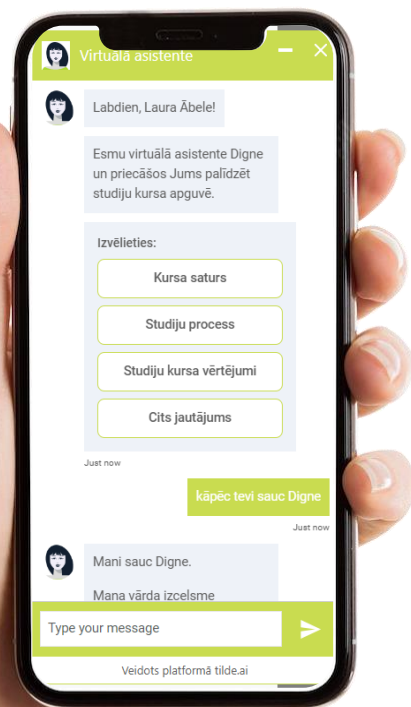 Virtuālā asistente
Labdien, Laura Ābele!
Esmu virtuālā asistente Digne
un priecāšos Jums palīdzēt
studiju kursa apguvē.
Izvēlieties:
Kursa saturs
Studiju process
Studiju kursa vērtējumi
Cits jautājums
Just now
kāpēc tevi sauc Digne
Just now
Mani sauc Digne.
Mana vārda izcelsme
Type your message
Veidots platformā tilde.ai